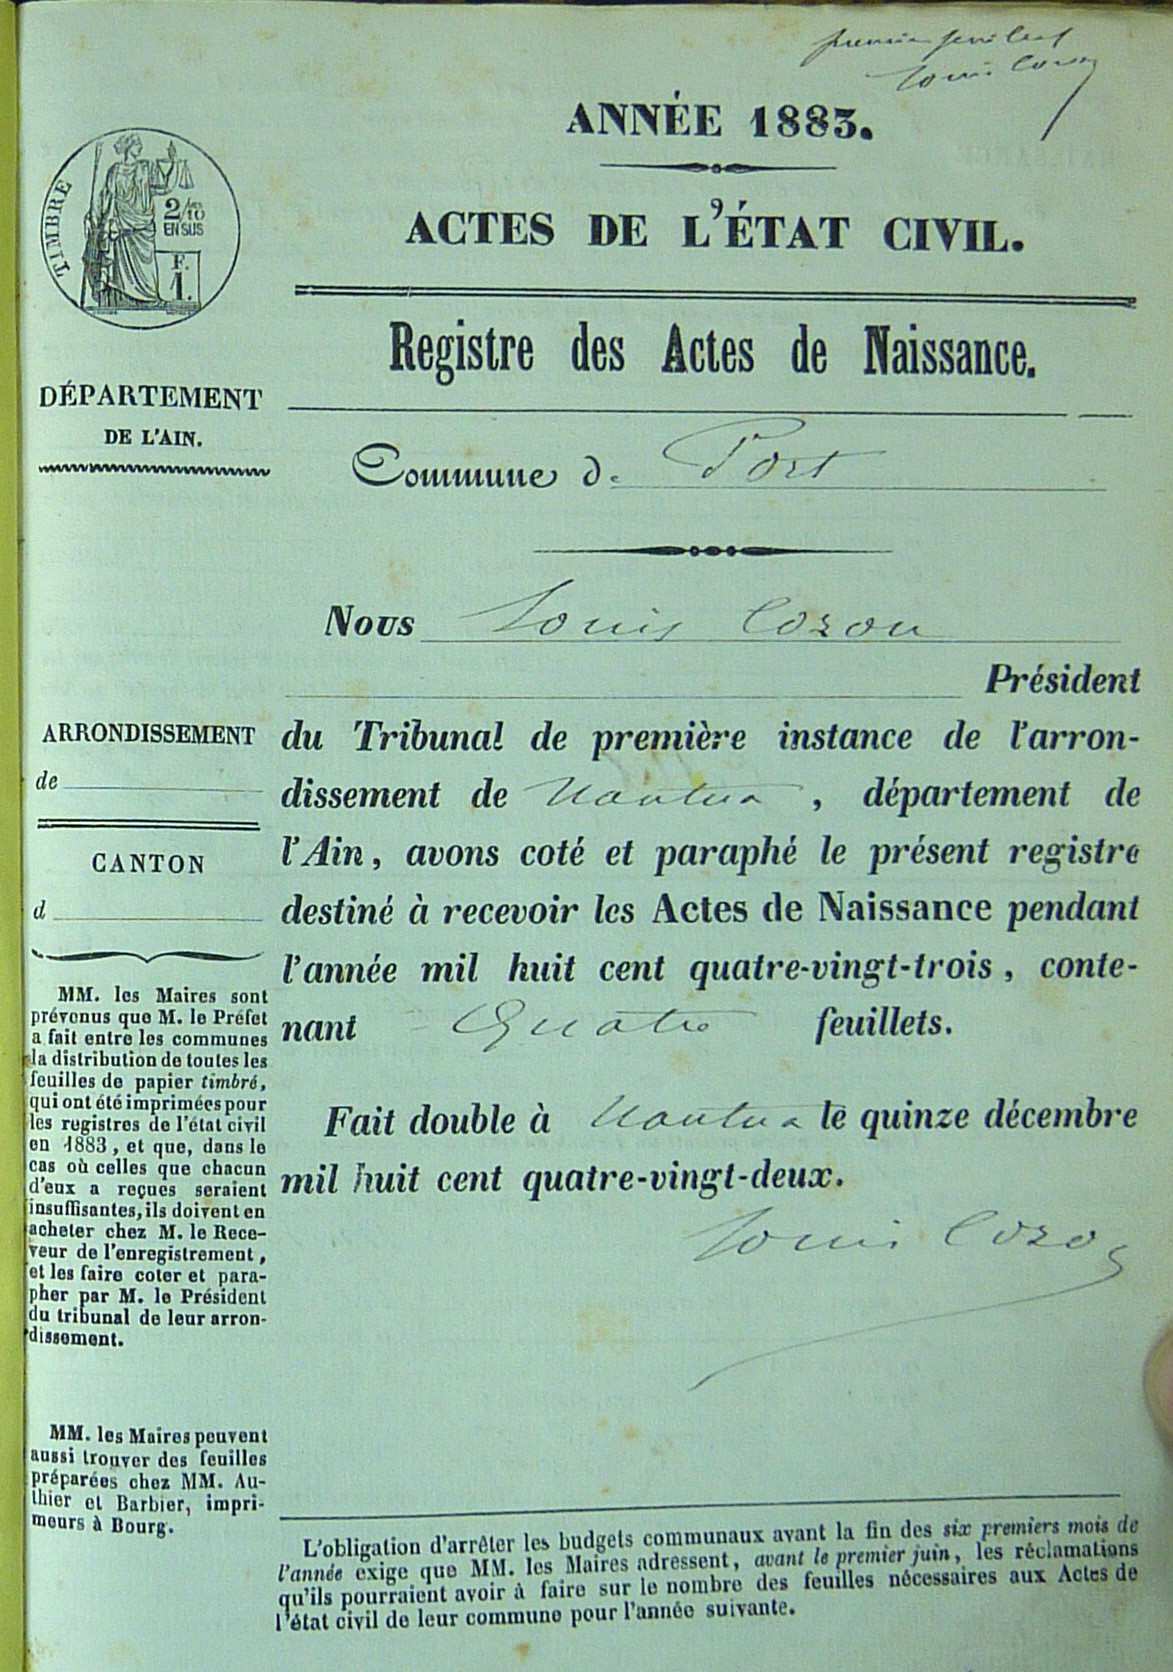 premier feuillet
Louis Cozon
ANNÉE 1883.
ACTES DE L'ÉTAT CIVIL.
TIMBRE
2/10
EN SUS
F.
1.
Registre des Actes de Naissance.
DÉPARTEMENT
DE L'AIN.
Commune de Port
Nous Louis Cozon
Président
du Tribunal de première instance de l'arron-
dissement de Nantua, département de
l'Ain, avons coté et paraphé le présent registre
destiné à recevoir les Actes de Naissance pendant
l'année mil huit cent quatre-vingt-trois, conte-
nant Quatre feuillets.
Fait double à Nantua le quinze décembre
mil huit cent quatre-vingt-deux.
Louis Cozon
ARRONDISSEMENT
de
CANTON
d
MM. les Maires sont
prévenus que M. le Préfet
a fait entre les communes
la distribution de toutes les
feuilles de papier timbré,
qui ont été imprimées pour
les registres de l'état civil
en 1883, et que, dans le
cas où celles que chacun
d'eux a reçues seraient
insuffisantes, ils doivent en
acheter chez M. le Rece-
veur de l'enregistrement,
et les faire coter et para-
pher par M. le Président
du tribunal de leur arron-
dissement.
MM. les Maires peuvent
aussi trouver des feuilles
préparées chez MM. Au-
thier et Barbier, impri-
meurs à Bourg.
L'obligation d'arrêter les budgets communaux avant la fin des six premiers mois de
l'année exige que MM. les Maires adressent, avant le premier juin, les réclamations
qu'ils pourraient avoir à faire sur le nombre des feuilles nécessaires aux Actes de
l'état civil de leur commune pour l'année suivante.